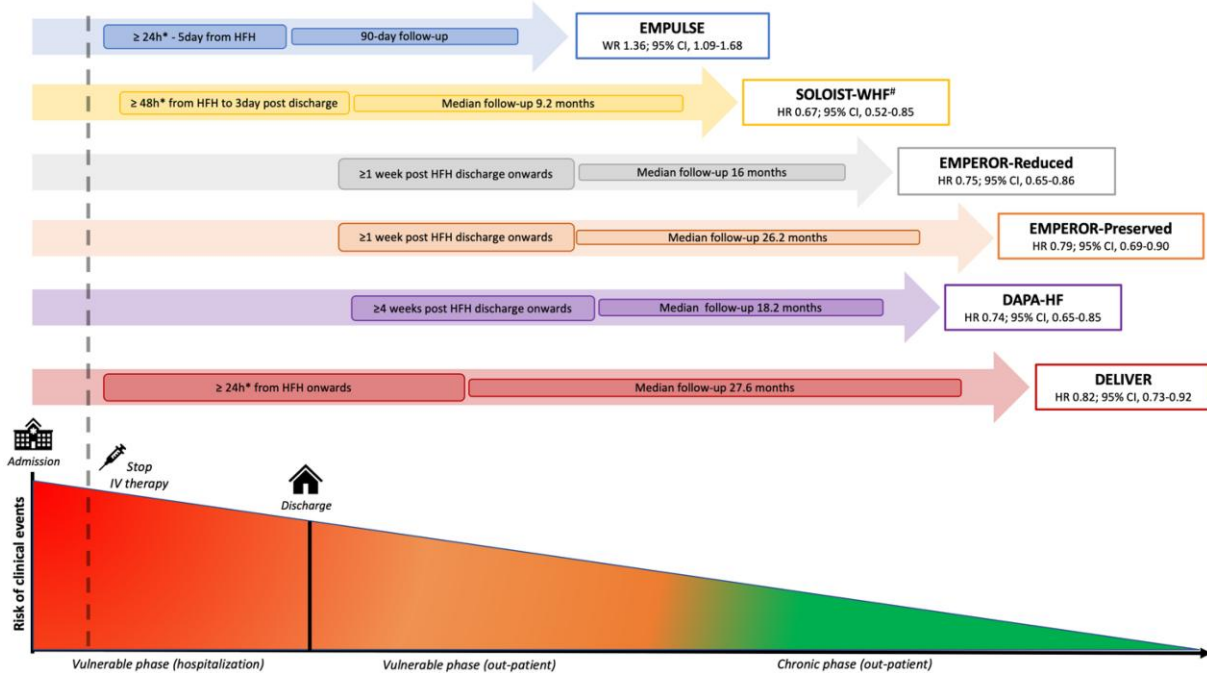 ≥ 24h* - 5day from HFH
90-day follow-up
EMPULSE
WR 1.36; 95% CI, 1.09-1.68
≥ 48h* from HFH to 3day post discharge
Median follow-up 9.2 months
SOLOIST-WHF#
HR 0.67; 95% CI, 0.52-0.85
≥1 week post HFH discharge onwards
Median follow-up 16 months
EMPEROR-Reduced
HR 0.75; 95% CI, 0.65-0.86
≥1 week post HFH discharge onwards
Median follow-up 26.2 months
EMPEROR-Preserved
HR 0.79; 95% CI, 0.69-0.90
≥4 weeks post HFH discharge onwards
Median follow-up 18.2 months
DAPA-HF
HR 0.74; 95% CI, 0.65-0.85
≥ 24h* from HFH onwards
Median follow-up 27.6 months
DELIVER
HR 0.82; 95% CI, 0.73-0.92
Admission
Stop
IV therapy
Discharge
Risk of clinical events
Vulnerable phase (hospitalization)
Vulnerable phase (out-patient)
Chronic phase (out-patient)